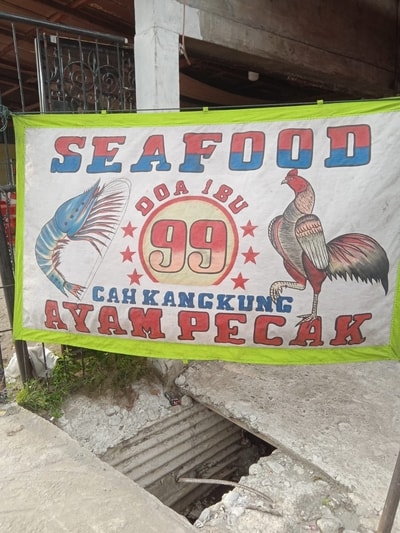 SEAFOOD
DOA IBU
99
CAH KANGKUNG
AYAM PECAK